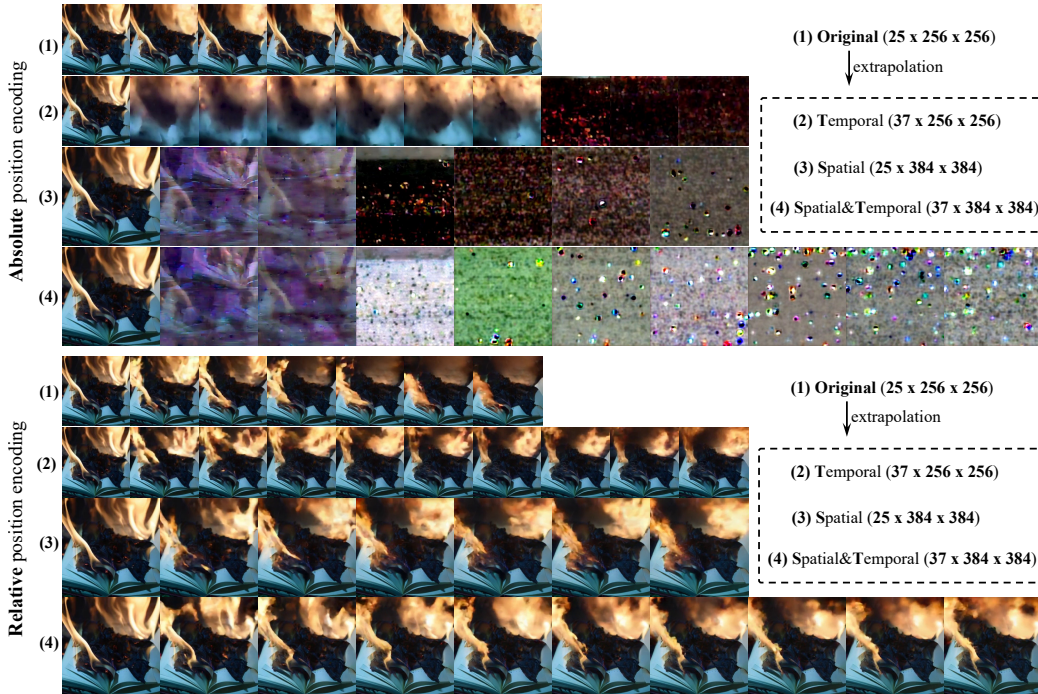 Absolute position encoding
(1)
(2)
(3)
(4)
(1) Original (25 x 256 x 256)
extrapolation
(2) Temporal (37 x 256 x 256)
(3) Spatial (25 x 384 x 384)
(4) Spatial&Temporal (37 x 384 x 384)
Relative position encoding
(1)
(2)
(3)
(4)
(1) Original (25 x 256 x 256)
extrapolation
(2) Temporal (37 x 256 x 256)
(3) Spatial (25 x 384 x 384)
(4) Spatial&Temporal (37 x 384 x 384)